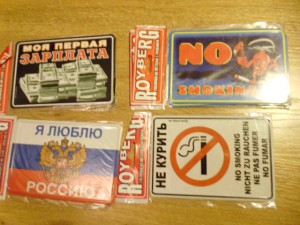 МОЯ ПЕРВАЯ
ЗАРПЛАТА
ROYBERG
NO
SMOKING
Я ЛЮБЛЮ
РОССИЮ
ROYBERG
НЕ КУРИТЬ
NO SMOKING
NICHT ZU RAUCHEN
NE PAS FUMER
NO FUMAR